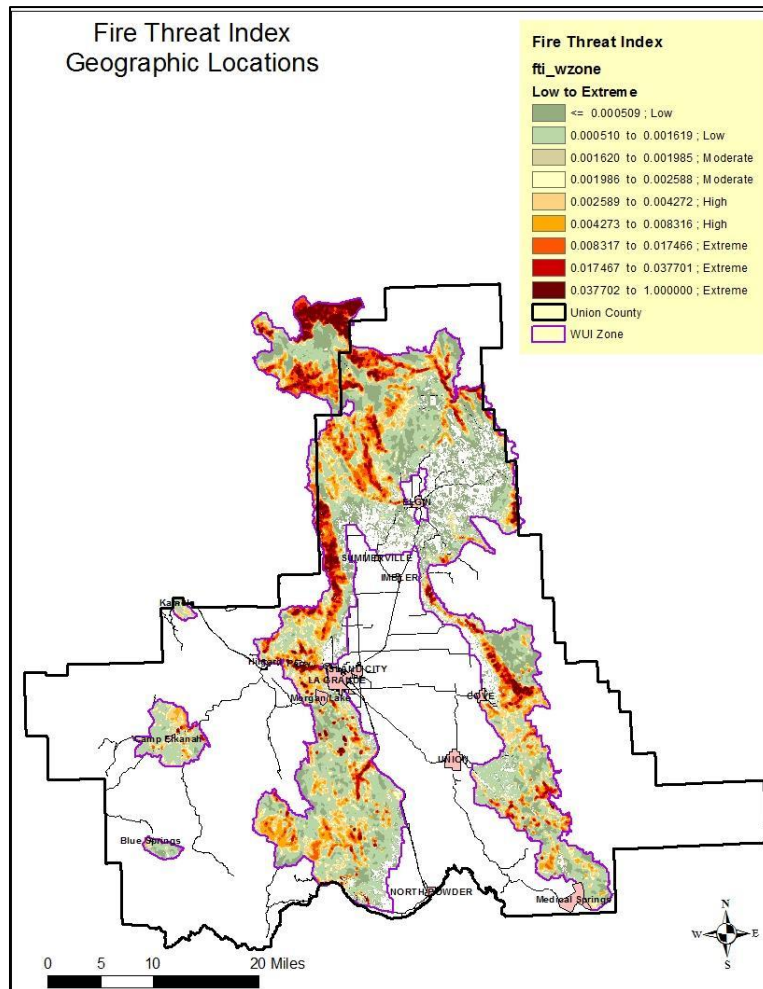 Fire Threat Index
Geographic Locations
Fire Threat Index
fti_wzone
Low to Extreme
<= 0.000509 ; Low
0.000510 to 0.001619 ; Low
0.001620 to 0.001985 ; Moderate
0.001986 to 0.002588 ; Moderate
0.002589 to 0.004272 ; High
0.004273 to 0.008316 ; High
0.008317 to 0.017466 ; Extreme
0.017467 to 0.037701 ; Extreme
0.037702 to 1.000000 ; Extreme
Union County
WUI Zone
ELGIN
SUMMERVILLE
IMBLER
Kamela
ISLAND CITY
LA GRANDE
Morgan Lake
COVE
Camp Elkanah
UNION
Blue Springs
NORTH POWDER
Medical Springs
N
W
E
S
0 5 10 20 Miles